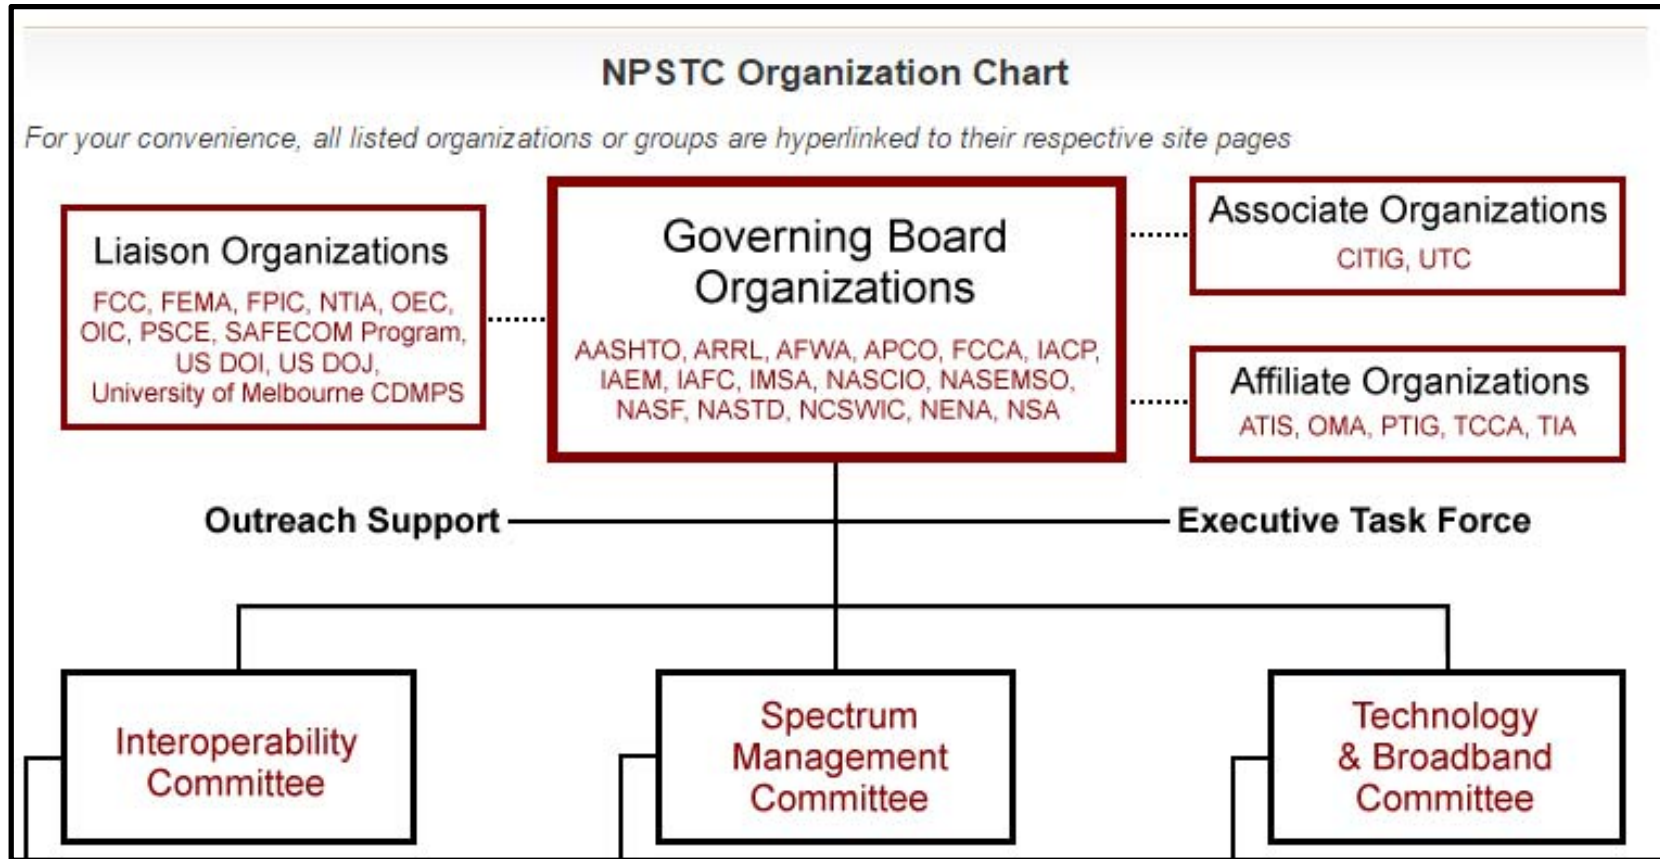 NPSTC Organization Chart
For your convenience, all listed organizations or groups are hyperlinked to their respective site pages
Liaison Organizations
FCC, FEMA, FPIC, NTIA, OEC,
OIC, PSCE, SAFECOM Program,
US DOI, US DOJ,
University of Melbourne CDMPS
Governing Board
Organizations
AASHTO, ARRL, AFWA, APCO, FCCA, IACP,
IAEM, IAFC, IMSA, NASCIO, NASEMSO,
NASF, NASTD, NCSWIC, NENA, NSA
Associate Organizations
CITIG, UTC
Affiliate Organizations
ATIS, OMA, PTIG, TCCA, TIA
Outreach Support
Executive Task Force
Interoperability
Committee
Spectrum
Management
Committee
Technology
& Broadband
Committee